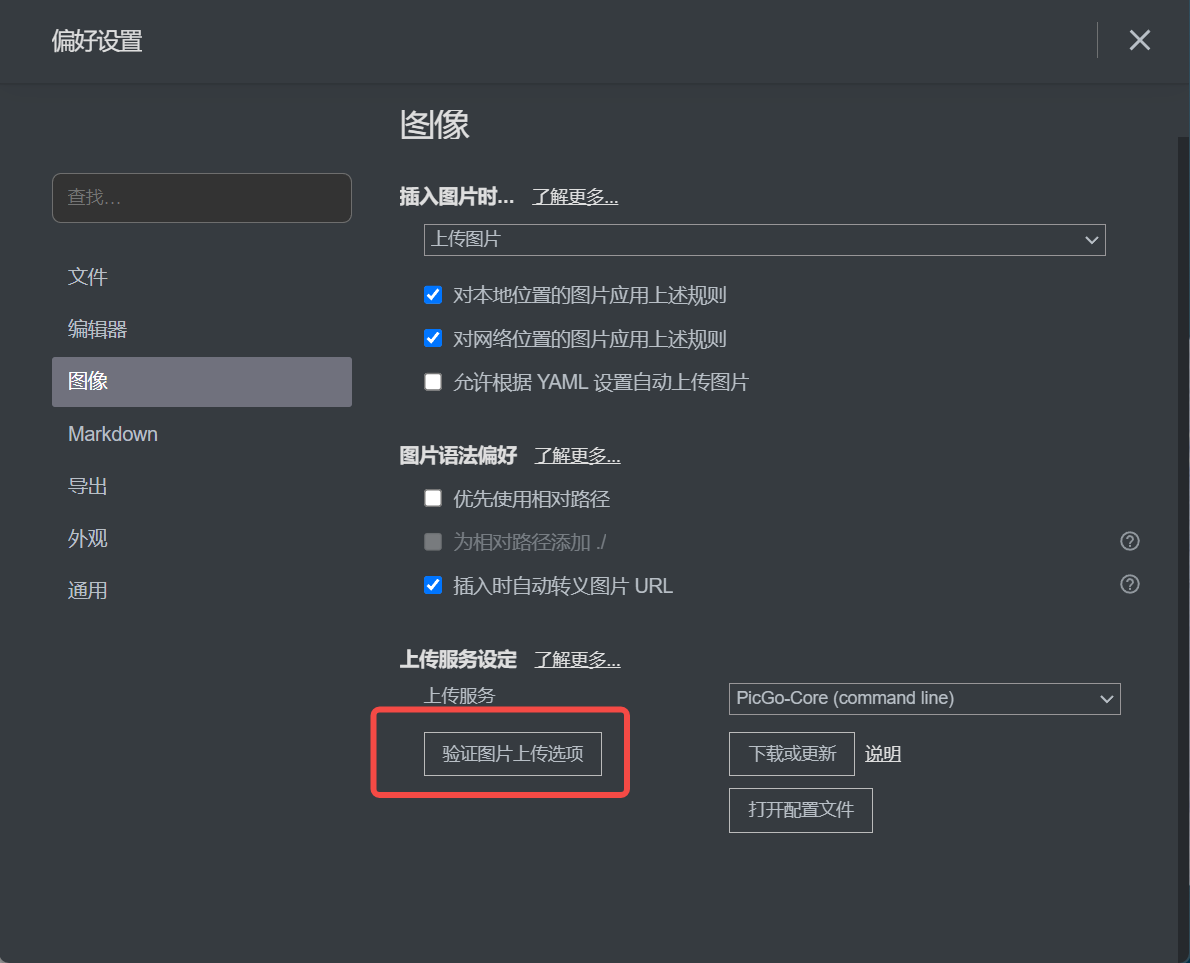 偏好设置
图像
查找…
文件
编辑器
图像
Markdown
导出
外观
通用
插入图片时... 了解更多...
上传图片
对本地位置的图片应用上述规则
对网络位置的图片应用上述规则
允许根据 YAML 设置自动上传图片
图片语法偏好 了解更多...
优先使用相对路径
为相对路径添加 ./
插入时自动转义图片 URL
上传服务设定 了解更多...
上传服务 PicGo-Core (command line)
验证图片上传选项 下载或更新 说明
打开配置文件